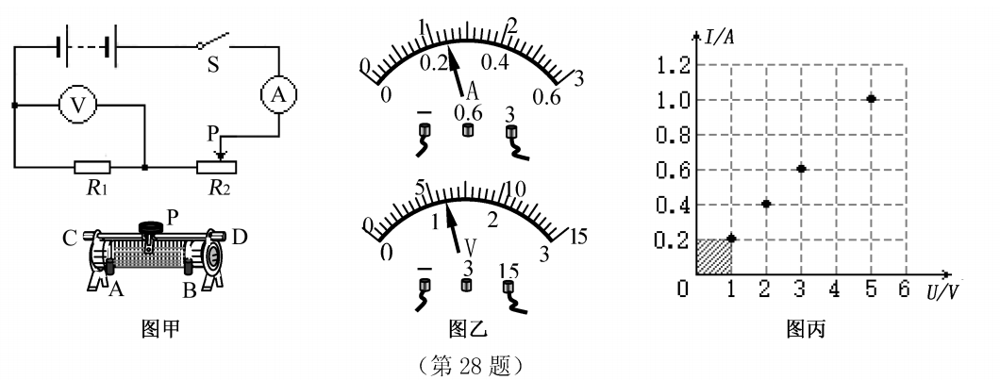 S
V
A
P
R1
R2
P
C
D
A
B
图甲
0 1 2 3
0 0.2 0.4 0.6
A
− 0.6 3
0 5 10 15
0 1 2 3
V
− 3 15
图乙
I/A
1.2
1.0
0.8
0.6
0.4
0.2
0 1 2 3 4 5 6 U/V
图丙
（第 28 题）